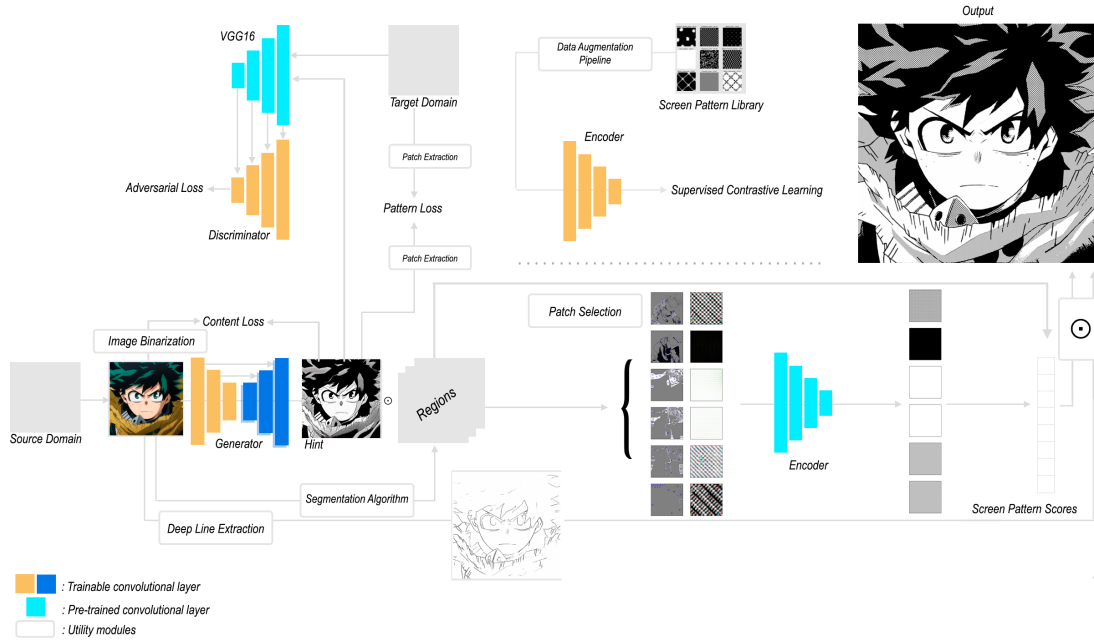 Output
VGG16
Data Augmentation
Pipeline
Target Domain
Screen Pattern Library
Encoder
Patch Extraction
Adversarial Loss
Supervised Contrastive Learning
Pattern Loss
Discriminator
Patch Extraction
Patch Selection
Content Loss
Image Binarization
Regions
Source Domain
Generator
Hint
Encoder
Segmentation Algorithm
Screen Pattern Scores
Deep Line Extraction
: Trainable convolutional layer
: Pre-trained convolutional layer
: Utility modules